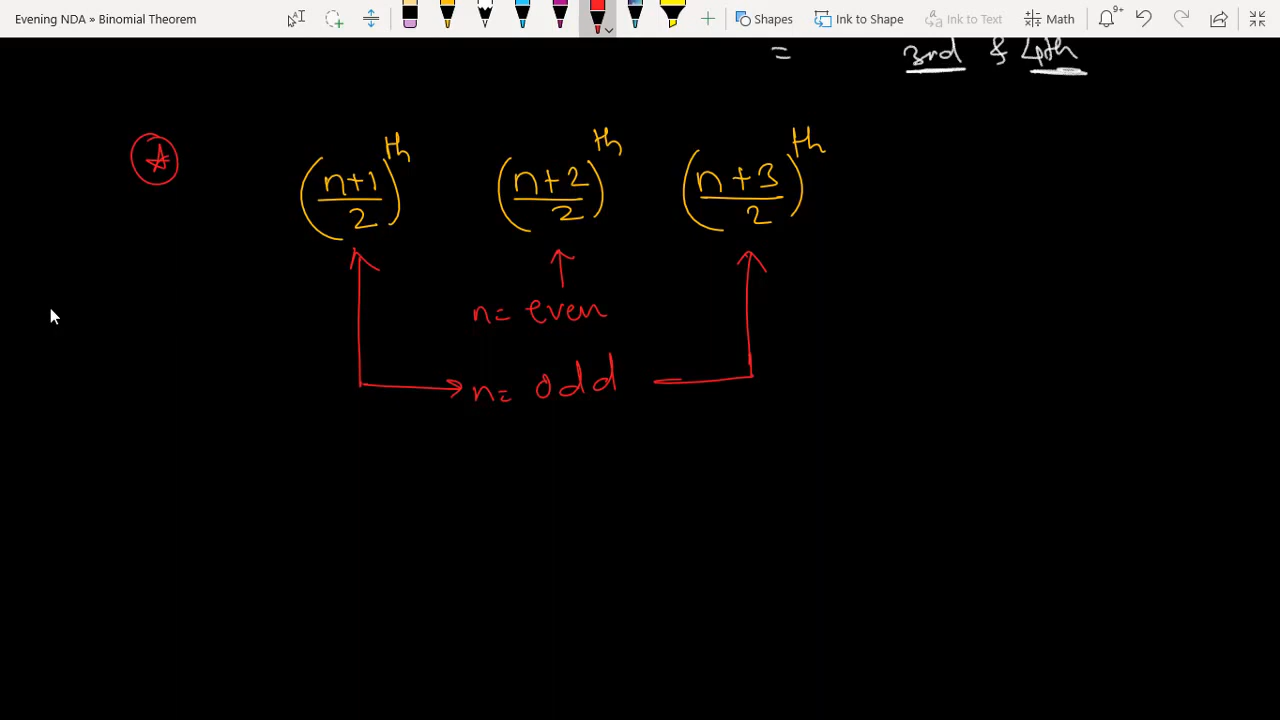 Evening NDA » Binomial Theorem
Shapes Ink to Shape Ink to Text Math 9+
= 3rd & 4th
(n+1/2)th (n+2/2)th (n+3/2)th
n= even
n= odd